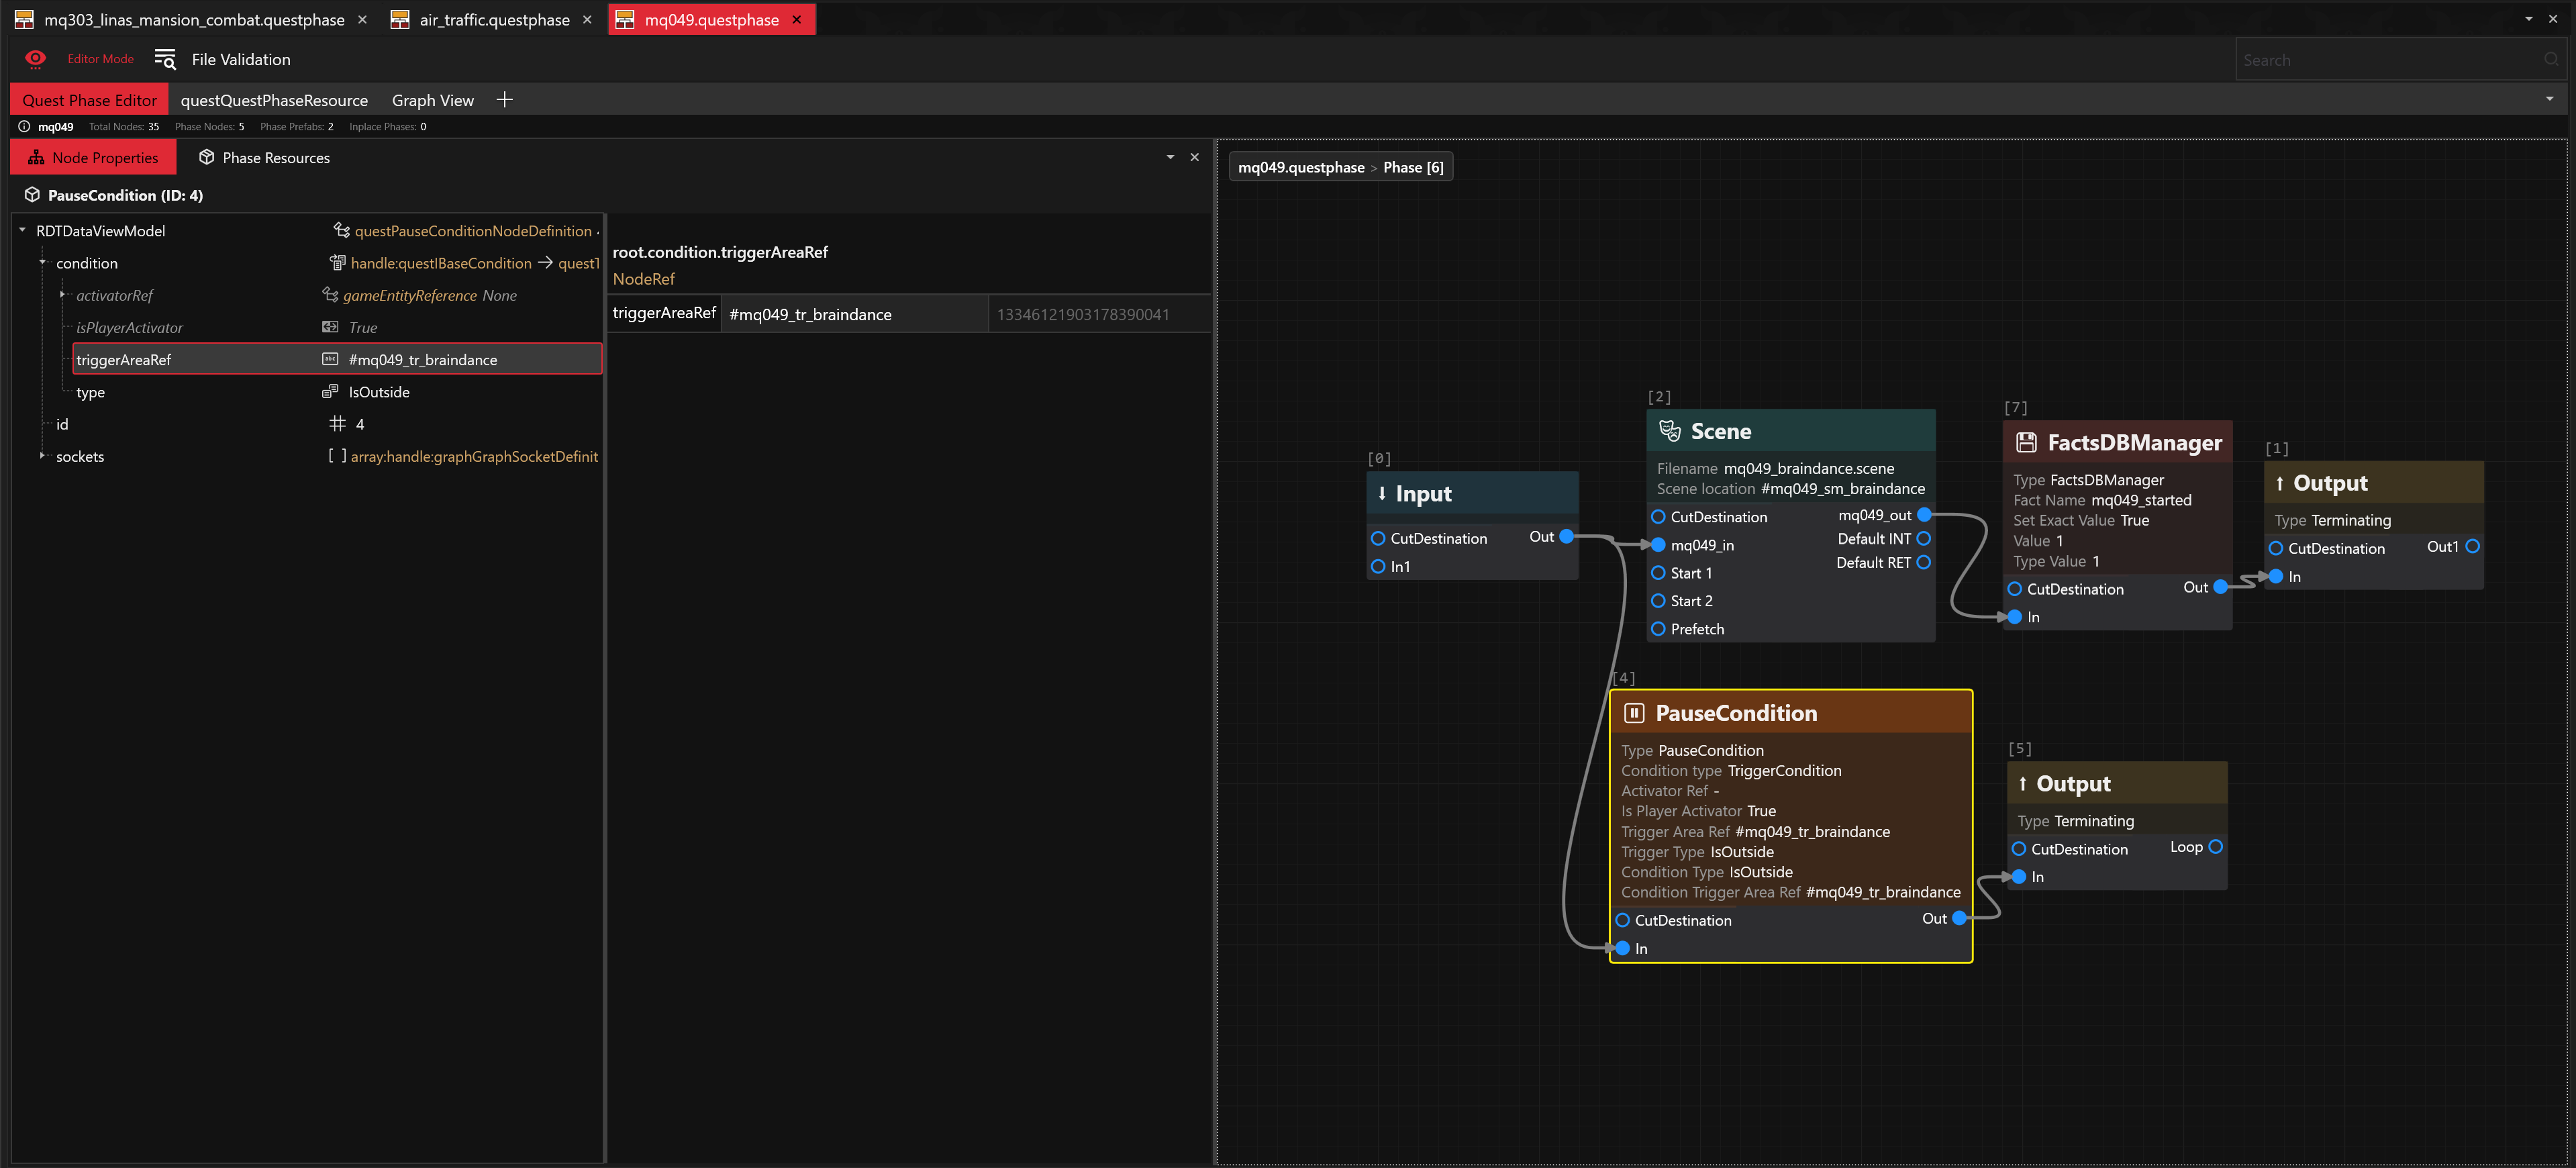 mq303_linas_mansion_combat.questphase
air_traffic.questphase
mq049.questphase
Editor Mode
File Validation
Search
Quest Phase Editor
questQuestPhaseResource
Graph View
mq049 Total Nodes: 35 Phase Nodes: 5 Phase Prefabs: 2 Inplace Phases: 0
Node Properties
Phase Resources
PauseCondition (ID: 4)
RDTDataViewModel questPauseConditionNodeDefinition
condition handle:questIBaseCondition → quest
activatorRef gameEntityReference None
isPlayerActivator True
triggerAreaRef #mq049_tr_braindance
type IsOutside
id 4
sockets [ ] array:handle:graphGraphSocketDefinit
root.condition.triggerAreaRef
NodeRef
triggerAreaRef #mq049_tr_braindance 13346121903178390041
mq049.questphase > Phase [6]
[0]
Input
CutDestination Out
In1
[2]
Scene
Filename mq049_braindance.scene
Scene location #mq049_sm_braindance
CutDestination mq049_out
mq049_in Default INT
Start 1 Default RET
Start 2
Prefetch
[7]
FactsDBManager
Type FactsDBManager
Fact Name mq049_started
Set Exact Value True
Value 1
Type Value 1
CutDestination Out
In
[1]
Output
Type Terminating
CutDestination Out1
In
[4]
PauseCondition
Type PauseCondition
Condition type TriggerCondition
Activator Ref -
Is Player Activator True
Trigger Area Ref #mq049_tr_braindance
Trigger Type IsOutside
Condition Type IsOutside
Condition Trigger Area Ref #mq049_tr_braindance
CutDestination Out
In
[5]
Output
Type Terminating
CutDestination Loop
In